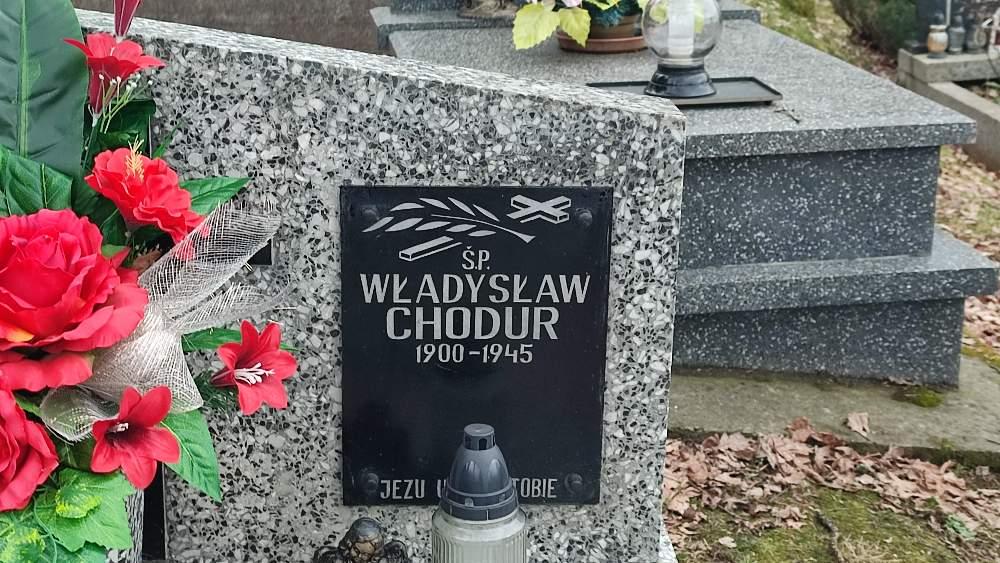 Ś.P.
WŁADYSŁAW
CHODUR
1900-1945
JEZU U TOBIE